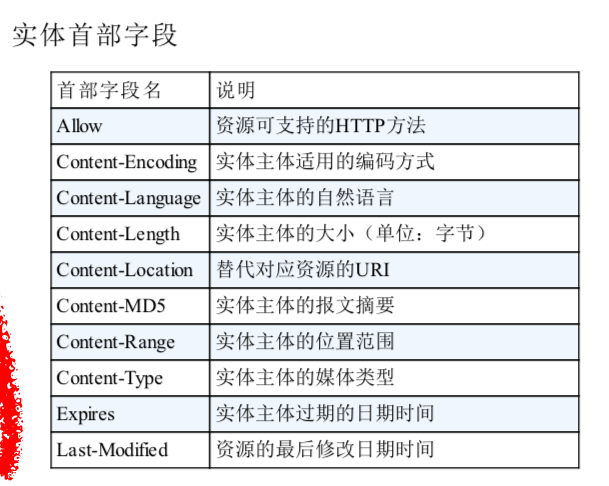 实体首部字段
首部字段名 说明
Allow 资源可支持的HTTP方法
Content-Encoding 实体主体适用的编码方式
Content-Language 实体主体的自然语言
Content-Length 实体主体的大小（单位：字节）
Content-Location 替代对应资源的URI
Content-MD5 实体主体的报文摘要
Content-Range 实体主体的位置范围
Content-Type 实体主体的媒体类型
Expires 实体主体过期的日期时间
Last-Modified 资源的最后修改日期时间